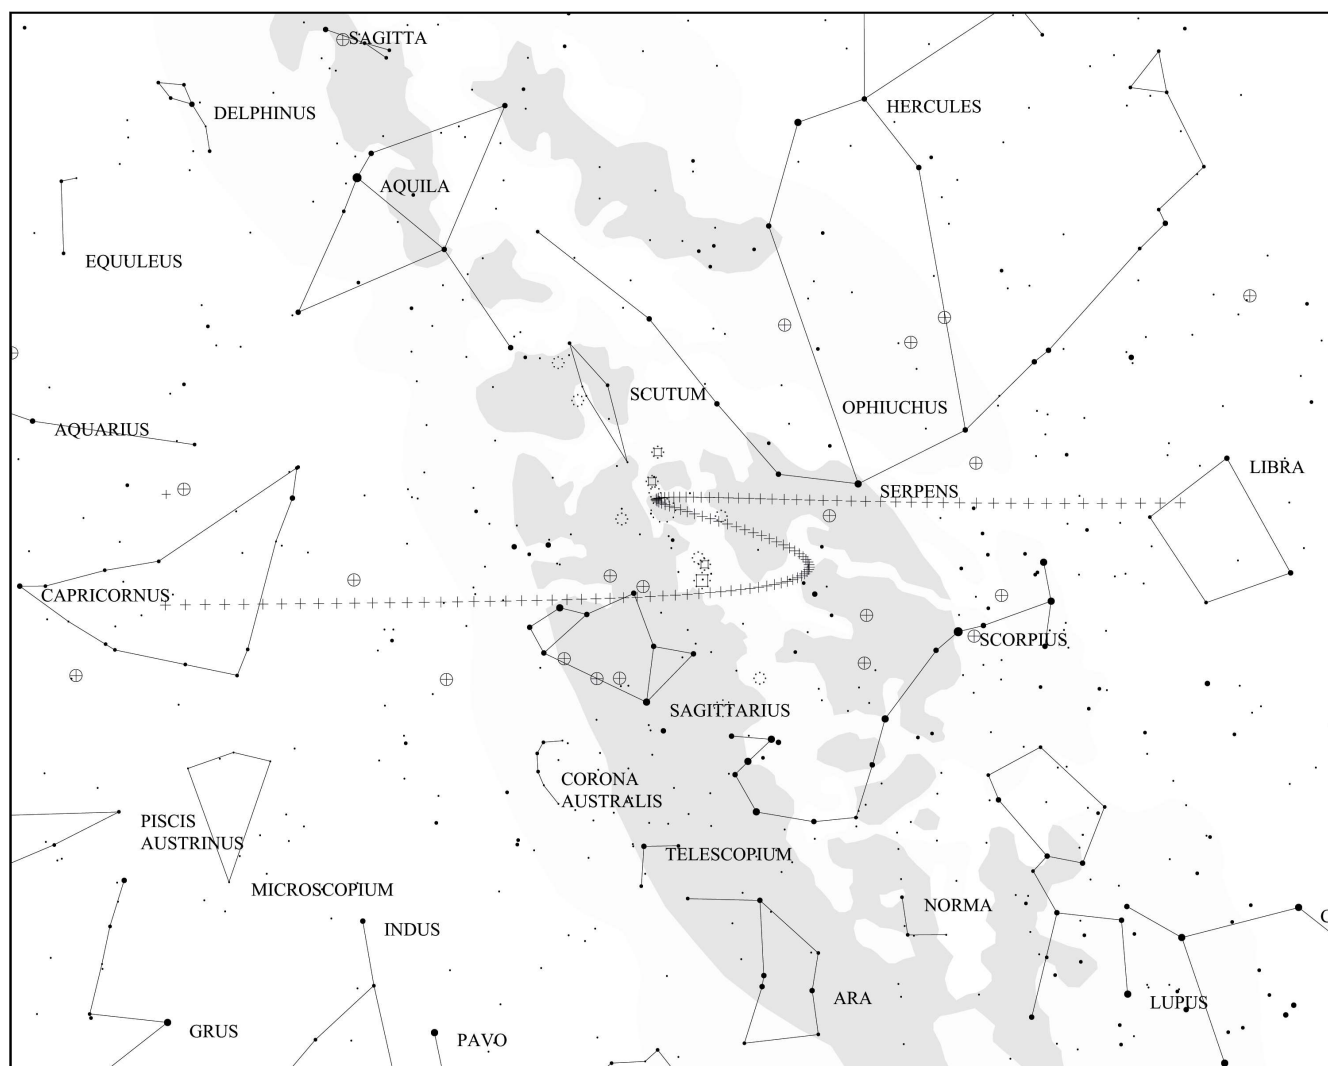 SAGITTA
DELPHINUS
HERCULES
AQUILA
EQUULEUS
SCUTUM
OPHIUCHUS
AQUARIUS
LIBRA
SERPENS
CAPRICORNUS
SCORPIUS
SAGITTARIUS
CORONA
AUSTRALIS
PISCIS
AUSTRINUS
TELESCOPIUM
MICROSCOPIUM
NORMA
INDUS
C
ARA
LUPUS
GRUS
PAVO